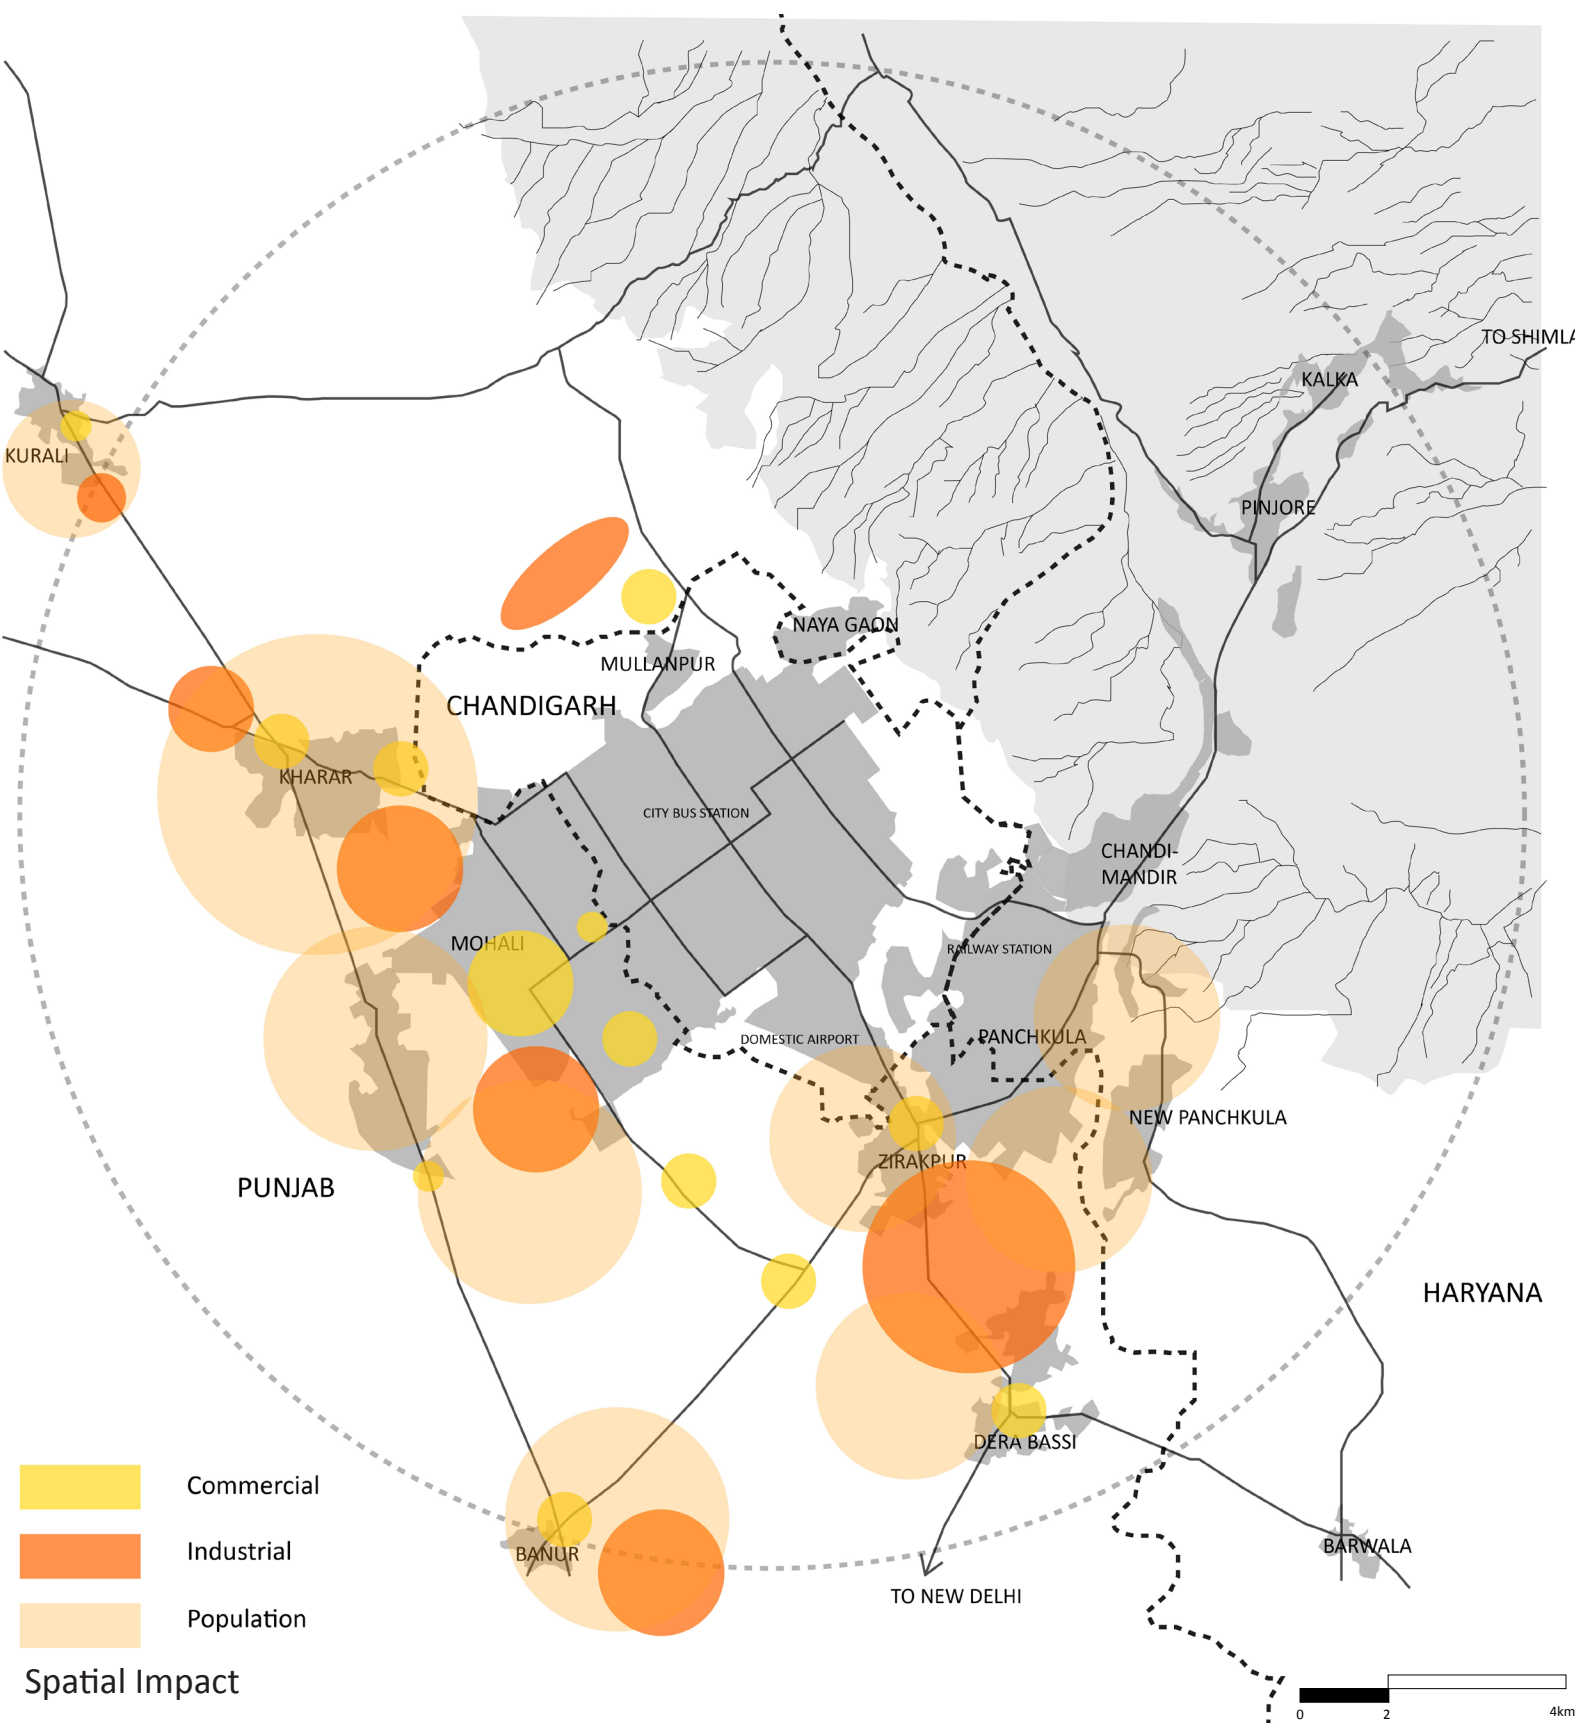 TO SHIMLA
KALKA
KURALI
PINJORE
NAYA GAON
MULLANPUR
CHANDIGARH
KHARAR
CITY BUS STATION
CHANDI-
MANDIR
MOHALI
RAILWAY STATION
DOMESTIC AIRPORT
PANCHKULA
NEW PANCHKULA
ZIRAKPUR
PUNJAB
HARYANA
DERA BASSI
Commercial
BANUR
Industrial
BARWALA
TO NEW DELHI
Population
Spatial Impact
0 2 4km